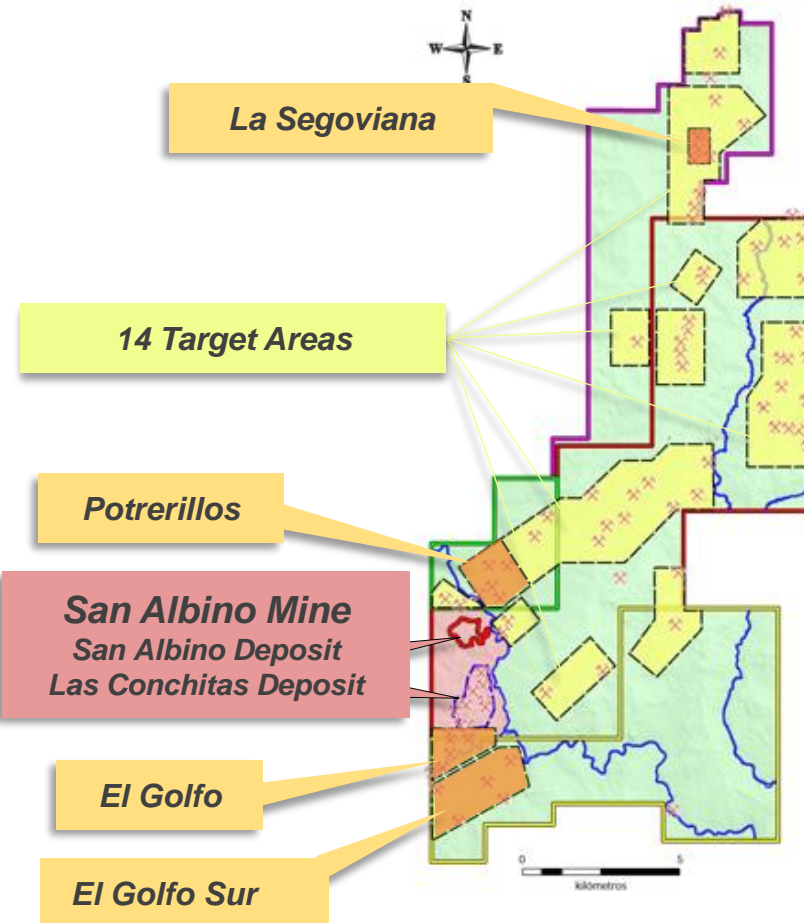 N
W E
S
La Segoviana
14 Target Areas
Potrerillos
San Albino Mine
San Albino Deposit
Las Conchitas Deposit
El Golfo
El Golfo Sur
0 5
kilómetros